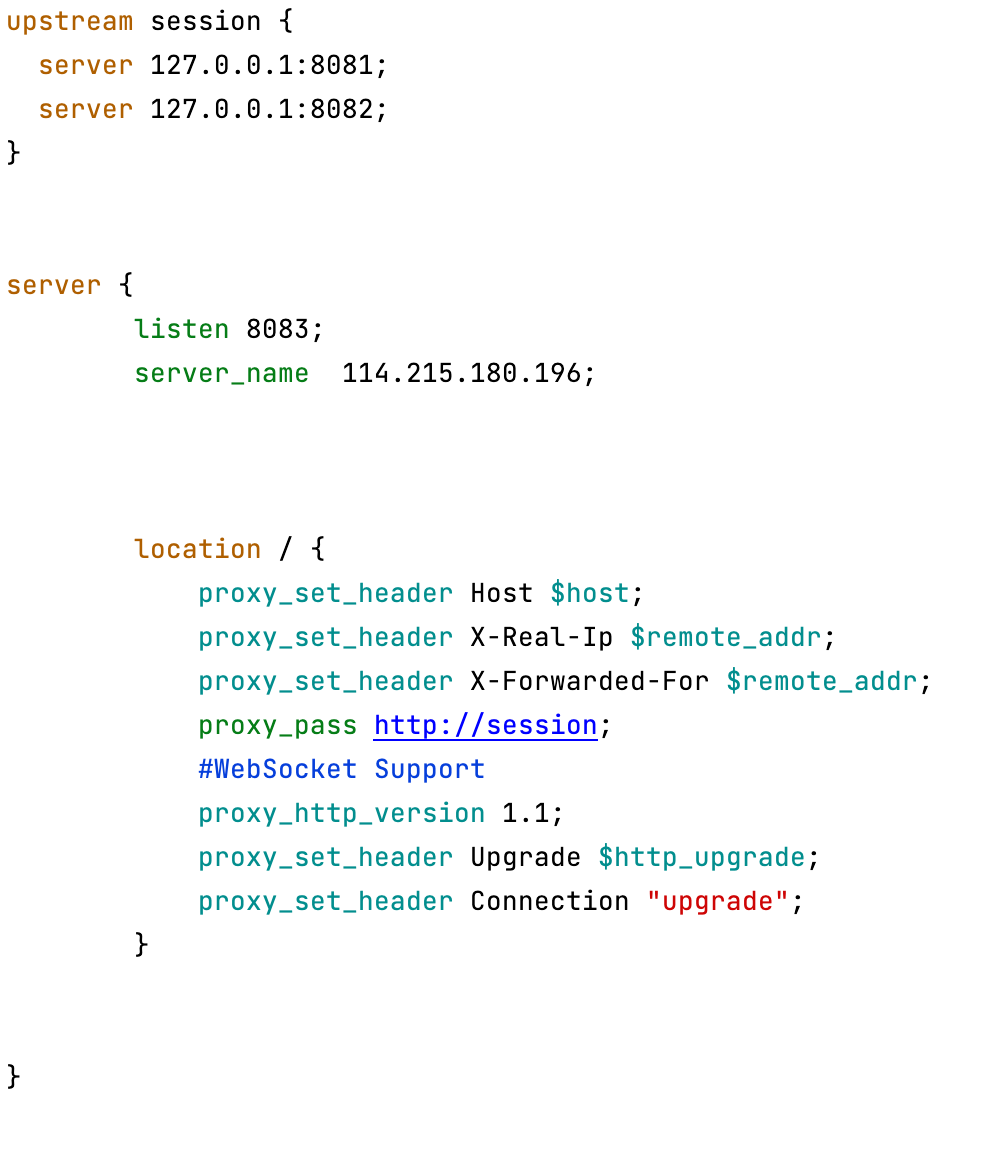 upstream session {
  server 127.0.0.1:8081;
  server 127.0.0.1:8082;
}
server {
        listen 8083;
        server_name  114.215.180.196;
        location / {
            proxy_set_header Host $host;
            proxy_set_header X-Real-Ip $remote_addr;
            proxy_set_header X-Forwarded-For $remote_addr;
            proxy_pass http://session;
            #WebSocket Support
            proxy_http_version 1.1;
            proxy_set_header Upgrade $http_upgrade;
            proxy_set_header Connection "upgrade";
        }
}